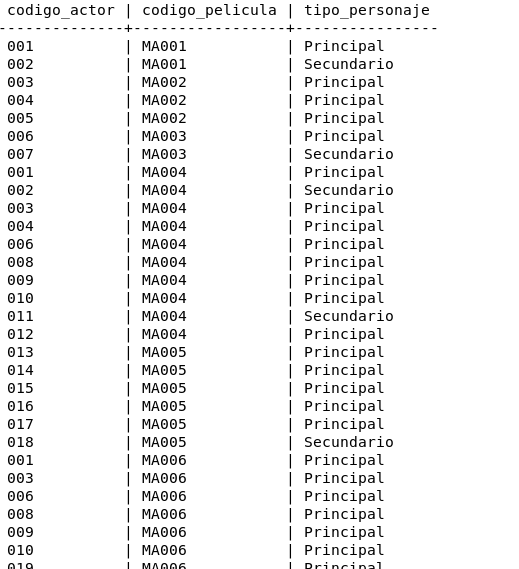 codigo_actor | codigo_pelicula | tipo_personaje
--------------+-----------------+----------------
001 | MA001 | Principal
002 | MA001 | Secundario
003 | MA002 | Principal
004 | MA002 | Principal
005 | MA002 | Principal
006 | MA003 | Principal
007 | MA003 | Secundario
001 | MA004 | Principal
002 | MA004 | Secundario
003 | MA004 | Principal
004 | MA004 | Principal
006 | MA004 | Principal
008 | MA004 | Principal
009 | MA004 | Principal
010 | MA004 | Principal
011 | MA004 | Secundario
012 | MA004 | Principal
013 | MA005 | Principal
014 | MA005 | Principal
015 | MA005 | Principal
016 | MA005 | Principal
017 | MA005 | Principal
018 | MA005 | Secundario
001 | MA006 | Principal
003 | MA006 | Principal
006 | MA006 | Principal
008 | MA006 | Principal
009 | MA006 | Principal
010 | MA006 | Principal
019 | MA006 | Principal